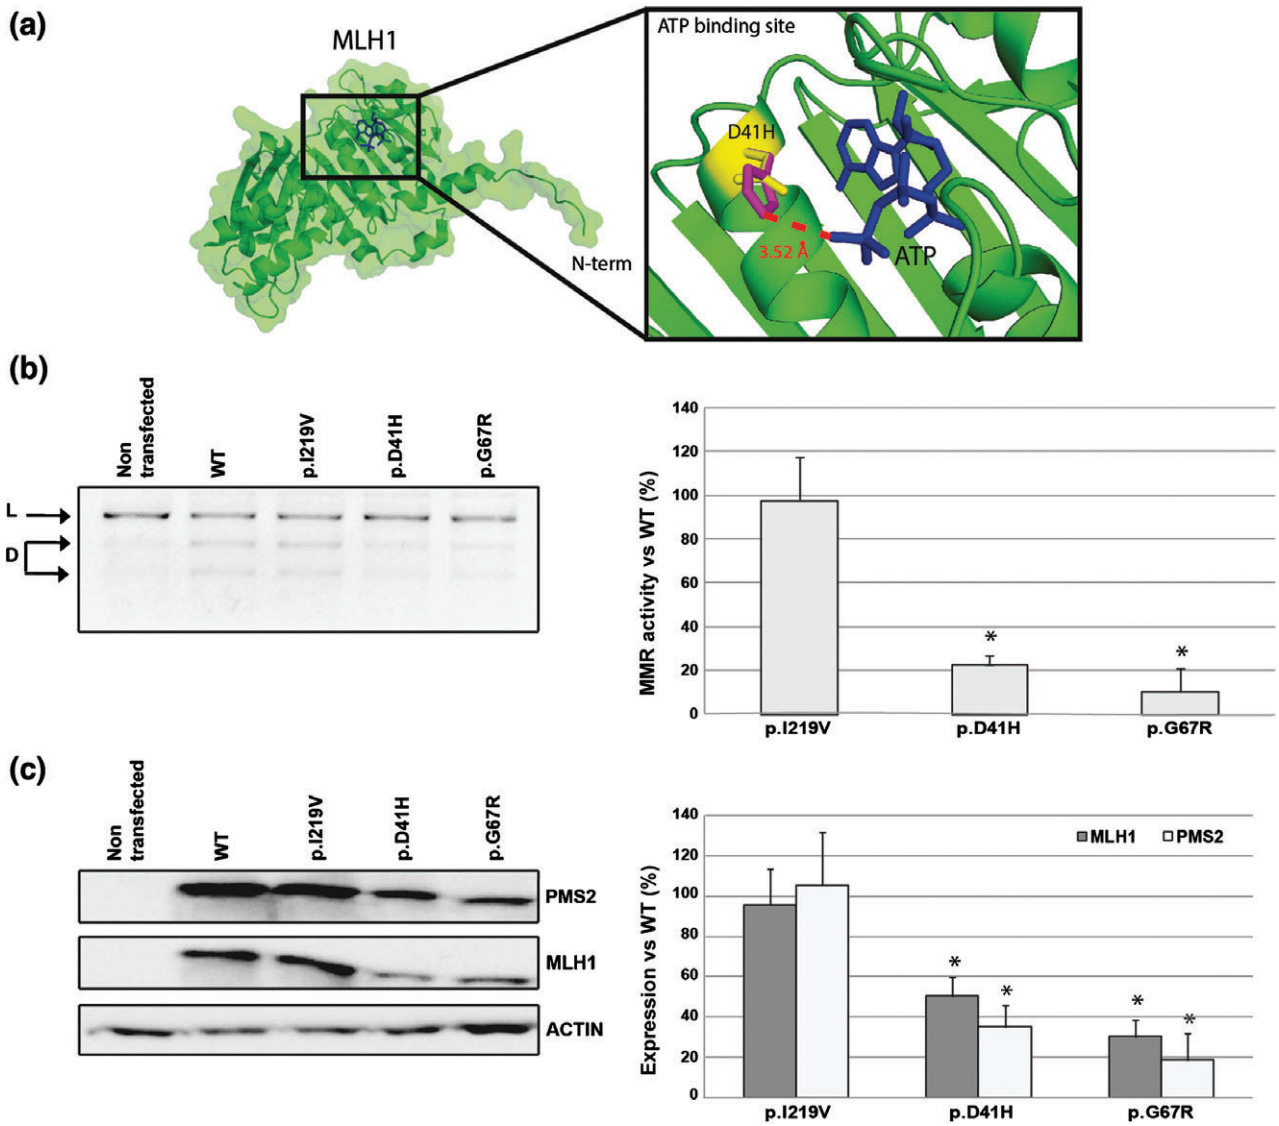 (a)
MLH1
N-term
ATP binding site
D41H
3.52 Å
ATP
(b)
Non
transfected
WT
p.I219V
p.D41H
p.G67R
L
D
MMR activity vs WT (%)
140
120
100
80
60
40
20
0
*
*
p.I219V
p.D41H
p.G67R
(c)
Non
transfected
WT
p.I219V
p.D41H
p.G67R
PMS2
MLH1
ACTIN
Expression vs WT (%)
140
120
100
80
60
40
20
0
MLH1
PMS2
*
*
*
*
p.I219V
p.D41H
p.G67R